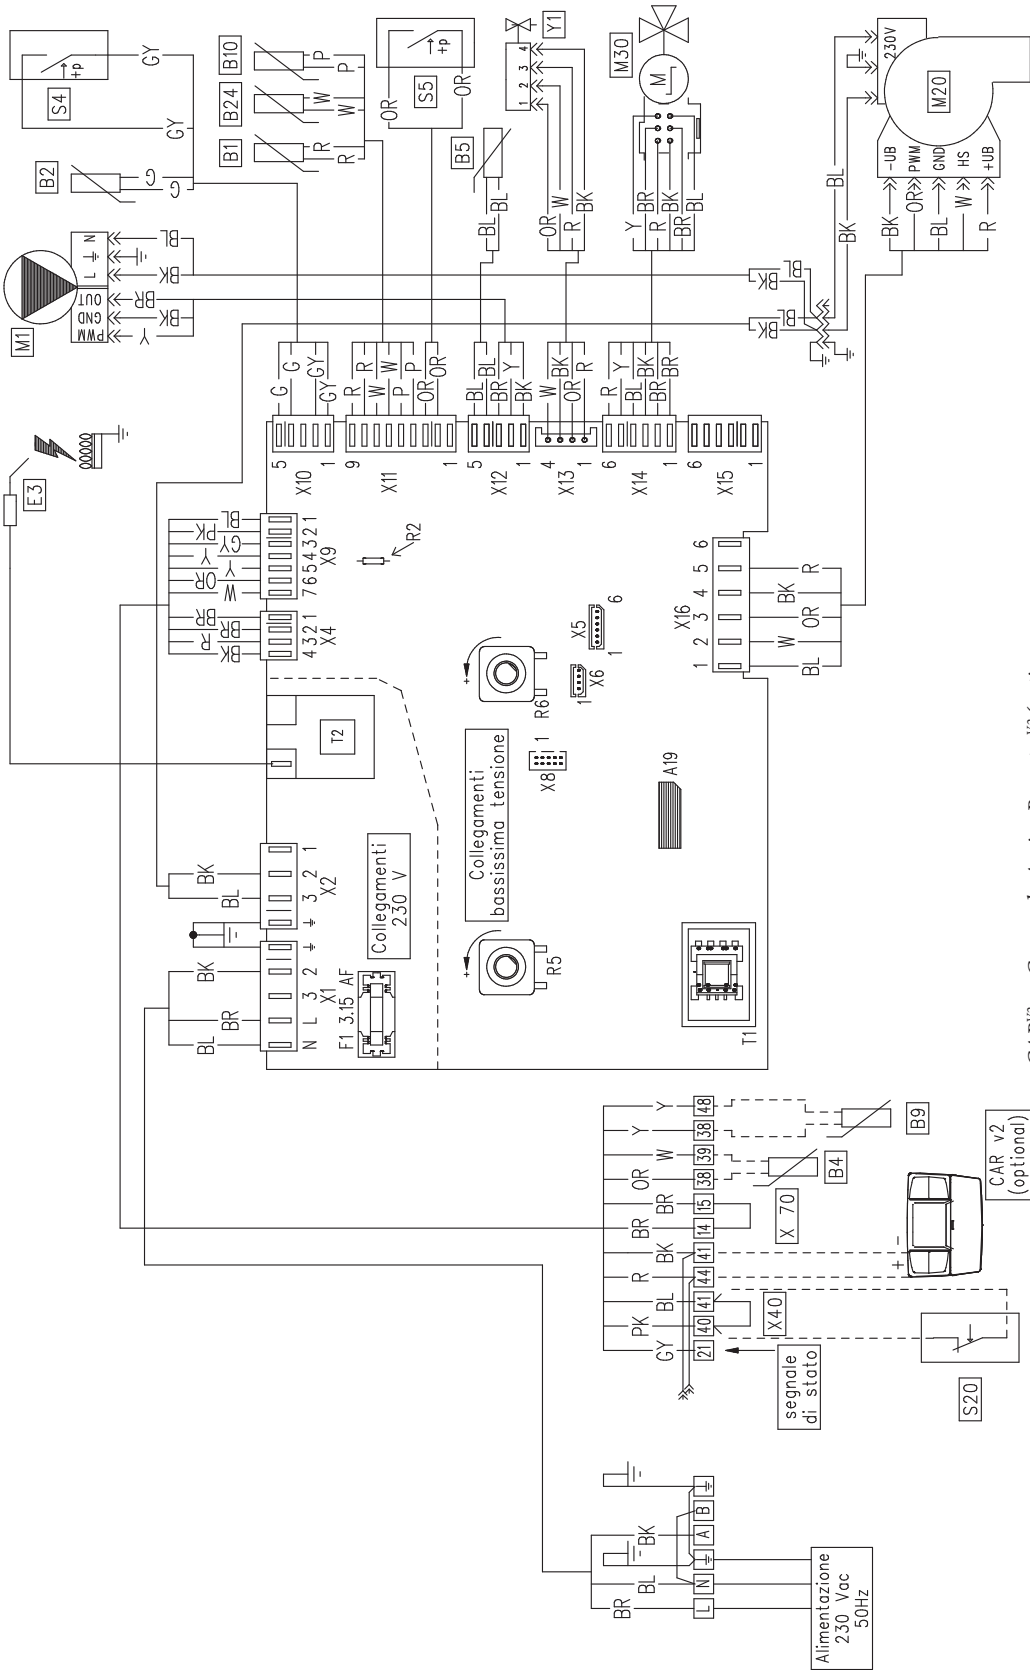 S4
+p
GY
GY
B2
G
G
B10
P
P
B24
W
W
B1
R
R
S5
+p
OR
OR
B5
BL
BL
Y1
1
2
3
4
OR
W
R
BK
M30
M
Y
BR
R
BK
BR
BL
230V
M20
-UB
PWM
GND
HS
+UB
BK
OR
BL
W
R
BL
BK
M1
N
L
OUT
GND
PWM
BL
BK
BR
BK
Y
BL
BK
BL
BK
E3
G
G
GY
GY
R
R
W
W
P
P
OR
OR
BL
BL
BR
Y
BK
W
BK
OR
R
R
Y
BL
BK
BR
BR
5
1
X10
9
1
X11
5
1
X12
4
1
X13
6
1
X14
6
1
X15
BK
R
BR
BR
W
OR
Y
Y
GY
PK
BL
4 3 2 1
X4
7 6 5 4 3 2 1
X9
R2
T2
BL
BK
3 2 1
X2
BL
BR
BK
N L 3 2
X1
F1 3.15 AF
Collegamenti
230 V
Collegamenti
bassissima tensione
R5
R6
+
+
X8
1
X6
1
X5
1
6
A19
T1
X16
1 2 3 4 5 6
BL
W
OR
BK
R
GY
PK
BL
R
BK
BR
BR
OR
W
Y
Y
21
40
41
44
41
14
15
38
39
38
48
X40
X 70
B4
B9
segnale
di stato
S20
+ -
CAR v2
(optional)
BR
BL
BK
L
N
A
B
Alimentazione
230 Vac
50Hz